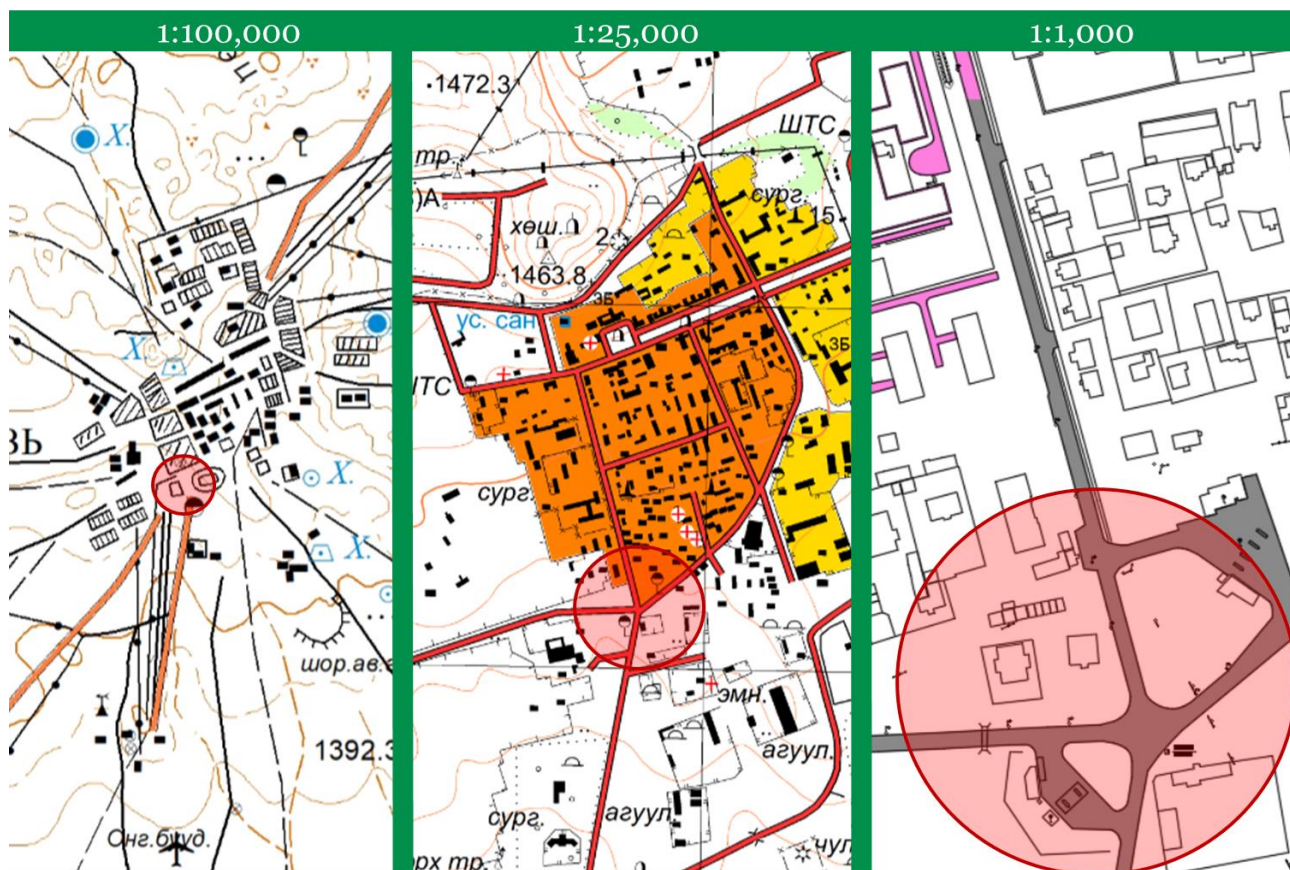 1:100,000
1:25,000
1:1,000
X.
X.
X.
X.
ЗЬ
шор.ав.
1392.3
Онг.бууд.
1472.3
ШТС
тр.
)А
сург.
15
хөш.
2
1463.8
ЗБ
ус. сан
ЗБ
ШТС
сург.
эмн.
агуул.
агуул.
сург.
рх тр.
чул